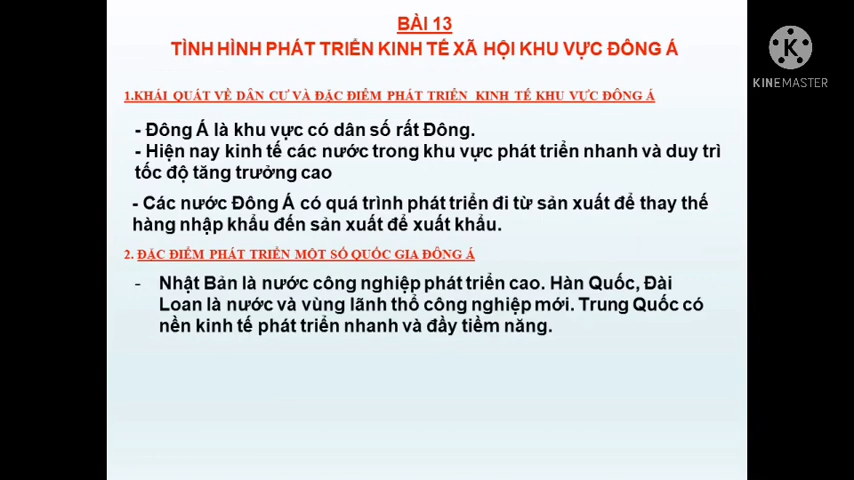 BÀI 13
TÌNH HÌNH PHÁT TRIỂN KINH TẾ XÃ HỘI KHU VỰC ĐÔNG Á
1.KHÁI QUÁT VỀ DÂN CƯ VÀ ĐẶC ĐIỂM PHÁT TRIỂN KINH TẾ KHU VỰC ĐÔNG Á
- Đông Á là khu vực có dân số rất Đông.
- Hiện nay kinh tế các nước trong khu vực phát triển nhanh và duy trì
tốc độ tăng trưởng cao
- Các nước Đông Á có quá trình phát triển đi từ sản xuất để thay thế
hàng nhập khẩu đến sản xuất để xuất khẩu.
2. ĐẶC ĐIỂM PHÁT TRIỂN MỘT SỐ QUỐC GIA ĐÔNG Á
- Nhật Bản là nước công nghiệp phát triển cao. Hàn Quốc, Đài
Loan là nước và vùng lãnh thổ công nghiệp mới. Trung Quốc có
nền kinh tế phát triển nhanh và đầy tiềm năng.
K
KINEMASTER